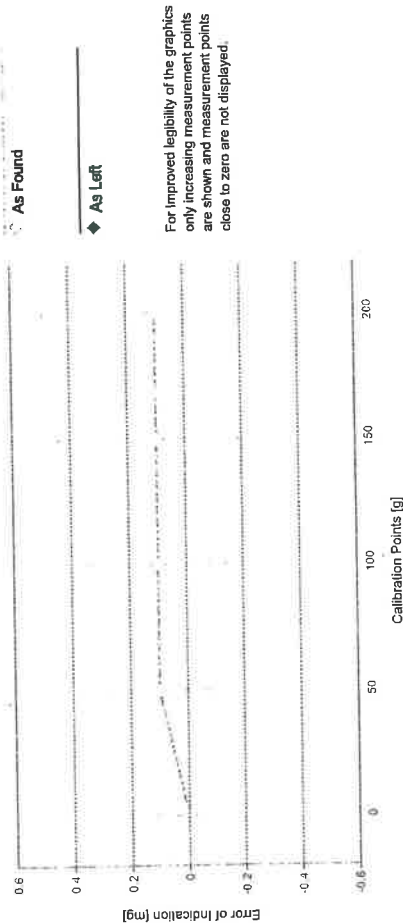 As Found
As Left
For Improved legibility of the graphics
only increasing measurement points
are shown and measurement points
close to zero are not displayed.
0.6
0.4
0.2
0.0
-0.2
-0.4
-0.6
Error of Indication [mg]
0
50
100
150
200
Calibration Points [g]